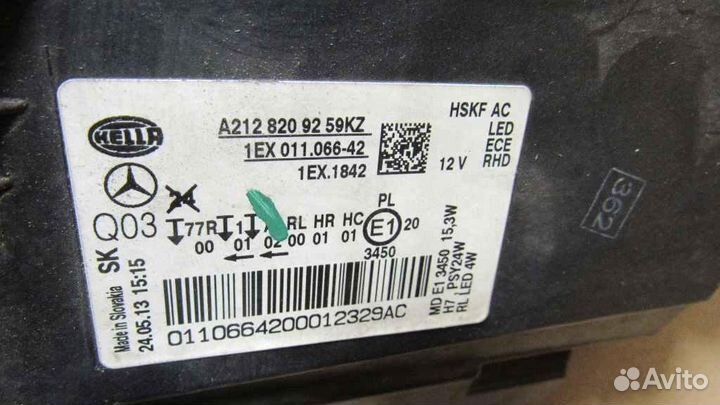 HELLA
A212 820 92 59KZ
1EX 011.066-42
1EX.1842
HSKF AC
LED
ECE
RHD
12 V
Q03
77R 1 RL HR HC
00 01 02 00 01 01
PL
E1 20
3450
SK
Made in Slovakia
24.05.13 15:15
MD E1 3450 15,3W
H7 PSY24W
RL LED 4W
0110664200012329AC
362
Avito